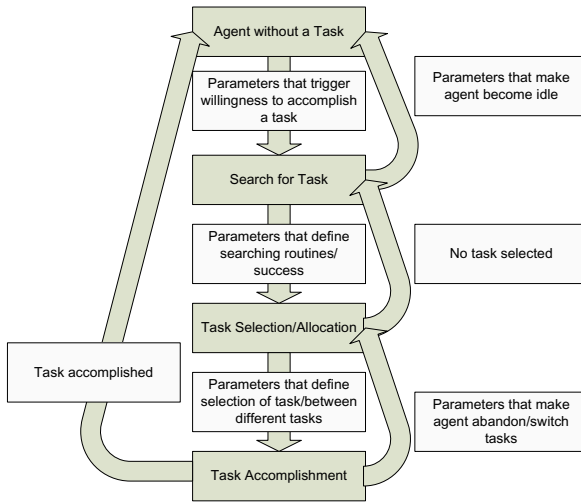 Agent without a Task
Parameters that trigger
willingness to accomplish
a task
Parameters that make
agent become idle
Search for Task
Parameters that define
searching routines/
success
No task selected
Task Selection/Allocation
Task accomplished
Parameters that define
selection of task/between
different tasks
Parameters that make
agent abandon/switch
tasks
Task Accomplishment